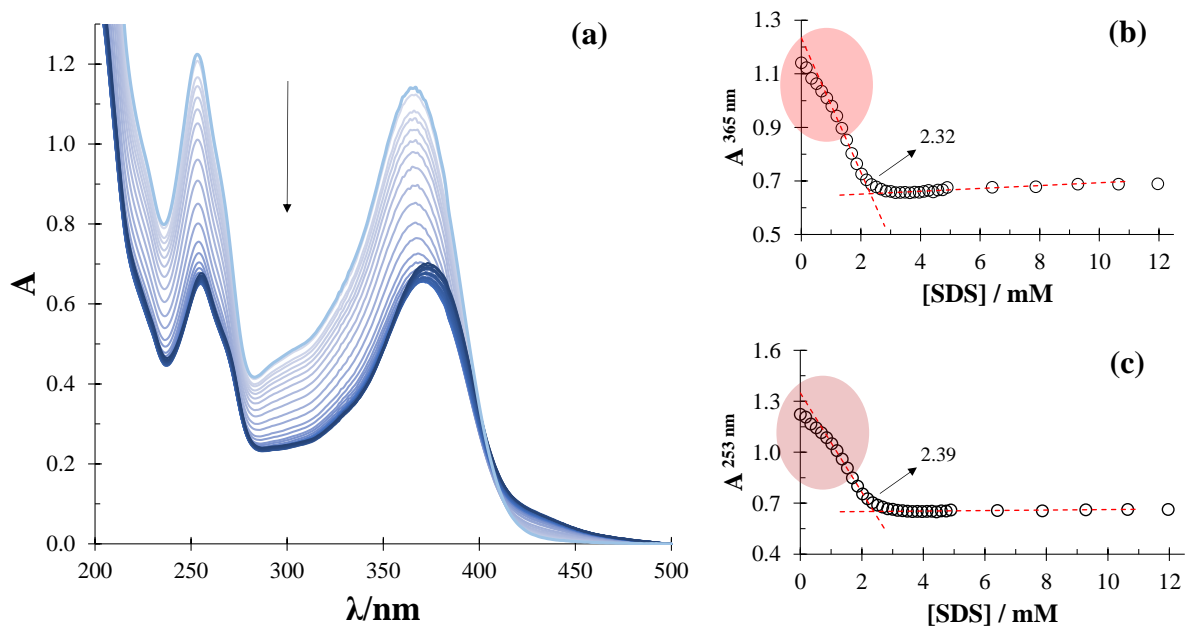 (a)
1.2
1.0
0.8
0.6
0.4
0.2
0.0
A
200 250 300 350 400 450 500
λ/nm
(b)
1.3
1.1
0.9
0.7
0.5
A 365 nm
2.32
0 2 4 6 8 10 12
[SDS] / mM
(c)
1.6
1.3
1.0
0.7
0.4
A 253 nm
2.39
0 2 4 6 8 10 12
[SDS] / mM